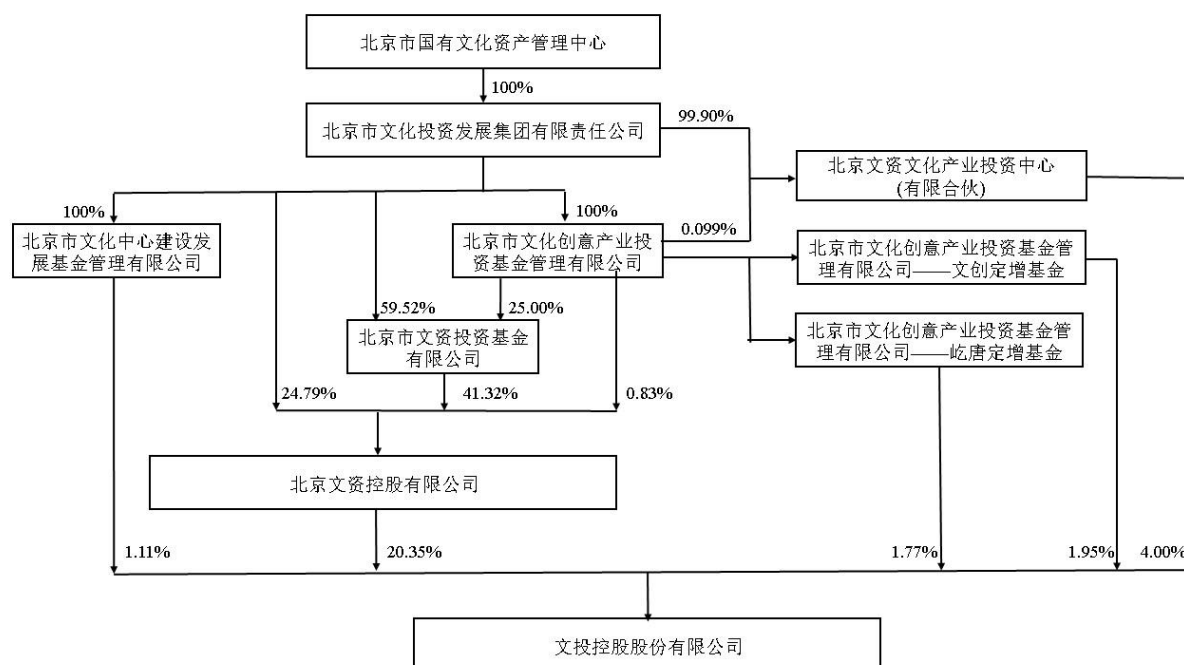 北京市国有文化资产管理中心
100%
北京市文化投资发展集团有限责任公司
99.90%
北京文资文化产业投资中心
(有限合伙)
100%
100%
0.099%
北京市文化中心建设发
展基金管理有限公司
北京市文化创意产业投
资基金管理有限公司
北京市文化创意产业投资基金管
理有限公司——文创定增基金
59.52%
25.00%
北京市文资投资基金
有限公司
北京市文化创意产业投资基金管
理有限公司——屹唐定增基金
24.79%
41.32%
0.83%
北京文资控股有限公司
1.11%
20.35%
1.77%
1.95%
4.00%
文投控股股份有限公司